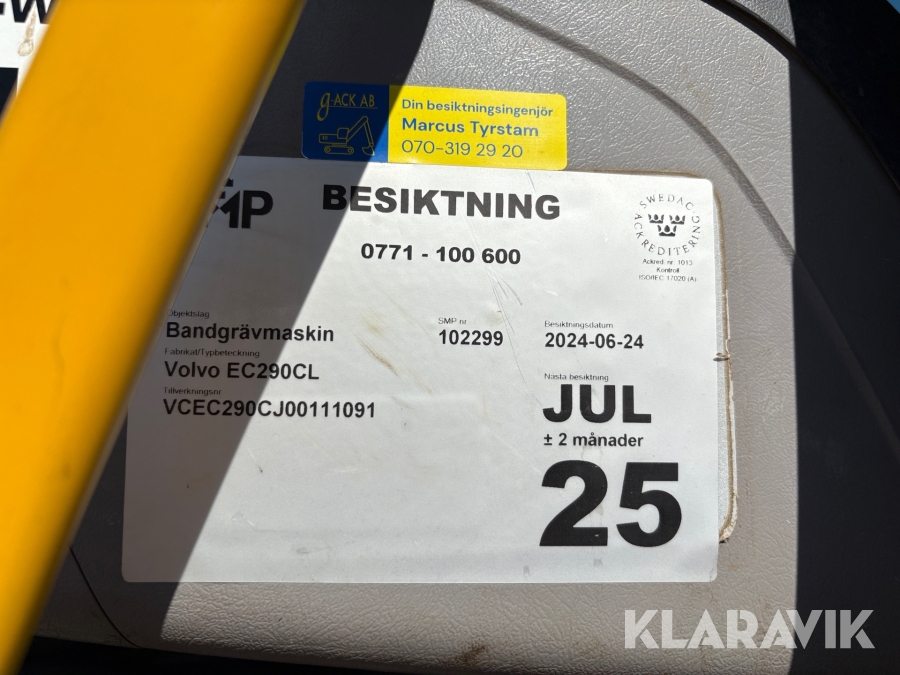 g-ACK AB
Din besiktningsingenjör
Marcus Tyrstam
070-319 29 20
BESIKTNING
0771 - 100 600
SWEDAC
ACKREDITERING
Ackred. nr. 1013
Kontroll
ISO/IEC 17020 (A)
Objektslag
Bandgrävmaskin
Fabrikat/Typbeteckning
Volvo EC290CL
Tillverkningsnr
VCEC290CJ00111091
SMP nr
102299
Besiktningsdatum
2024-06-24
Nästa besiktning
JUL
± 2 månader
25
KLARAVIK